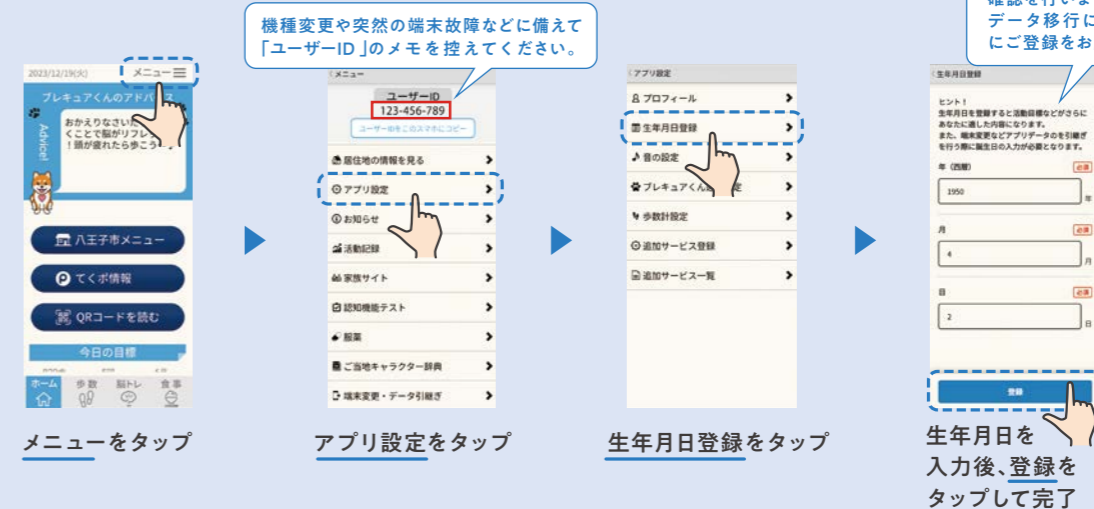 機種変更や突然の端末故障などに備えて
「ユーザーID」のメモを控えてください。
データ移行に
にご登録をお
2023/12/19(火)
メニュー
ブレキュアくんのアドバ ス
Advice!
おかえりなさいた
くことで脳がリフレ
!頭が疲れたら歩こう
八王子市メニュー
てくポ情報
QRコードを読む
今日の目標
ホーム
歩数
脳トレ
食事
メニューをタップ
〈メニュー
ユーザーID
123-456-789
ユーザーIDをこのスマホにコピー
居住地の情報を見る
アプリ設定
お知らせ
活動記録
家族サイト
認知機能テスト
服薬
ご当地キャラクター辞典
端末変更・データ引継ぎ
アプリ設定をタップ
〈アプリ設定
プロフィール
生年月日登録
音の設定
ブレキュアくん 定
歩数計設定
追加サービス登録
追加サービス一覧
生年月日登録をタップ
〈生年月日登録
ヒント!
生年月日を登録すると活動目標などがさらに
あなたに適した内容になります。
また、端末変更などアプリデータのを引継ぎ
を行う際に誕生日の入力が必要となります。
年(西暦) 必須
1950 年
月 必須
4 月
日 必須
2 日
登録
生年月日を
入力後、登録を
タップして完了